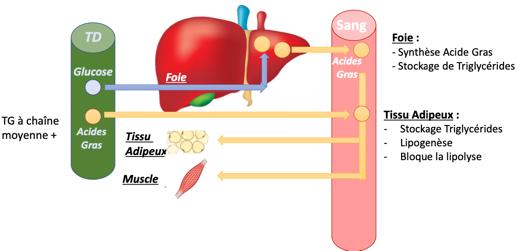 TD
Glucose
Acides
Gras
TG à chaîne
moyenne +
Foie
Sang
Acides
Gras
Tissu
Adipeux
Muscle
Foie :
- Synthèse Acide Gras
- Stockage de Triglycérides
Tissu Adipeux :
- Stockage Triglycérides
- Lipogenèse
- Bloque la lipolyse